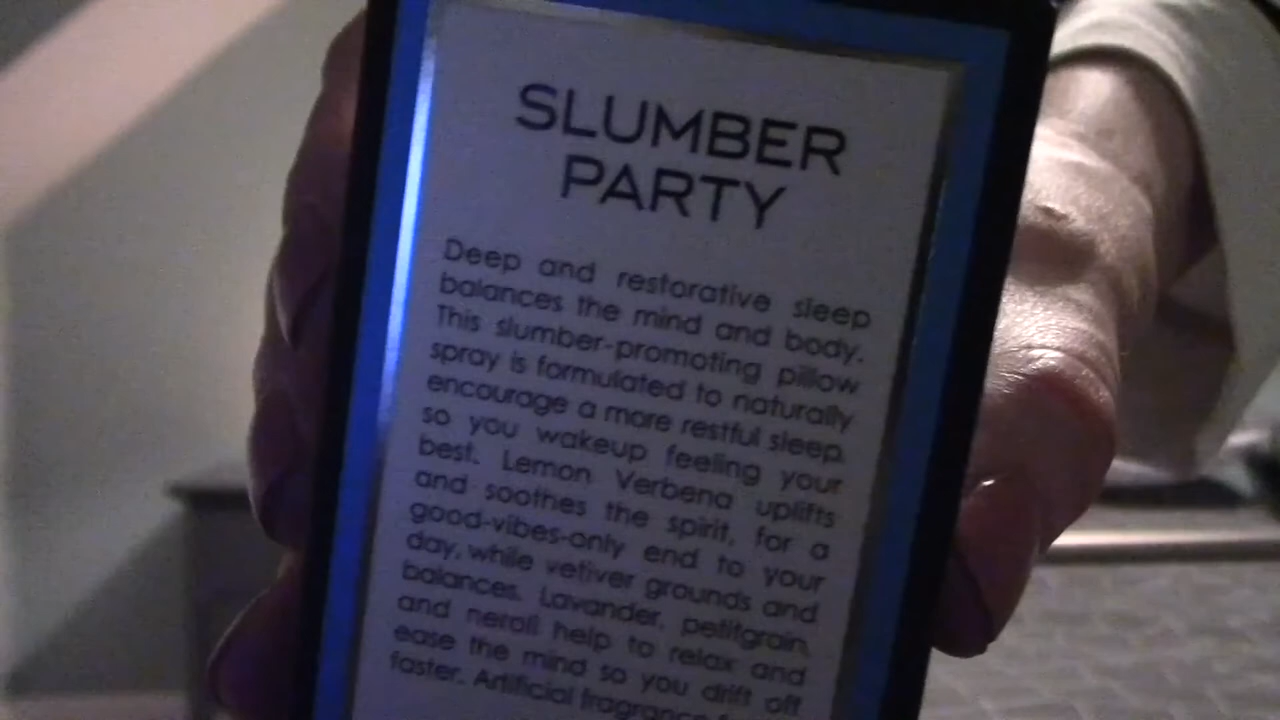 SLUMBER
PARTY
Deep and restorative sleep
balances the mind and body.
This slumber-promoting pillow
spray is formulated to naturally
encourage a more restful sleep
so you wakeup feeling your
best. Lemon Verbena uplifts
and soothes the spirit, for a
good-vibes-only end to your
day, while vetiver grounds and
balances. Lavander, petitgrain,
and neroli help to relax and
ease the mind so you drift off
faster. Artificial fragrance